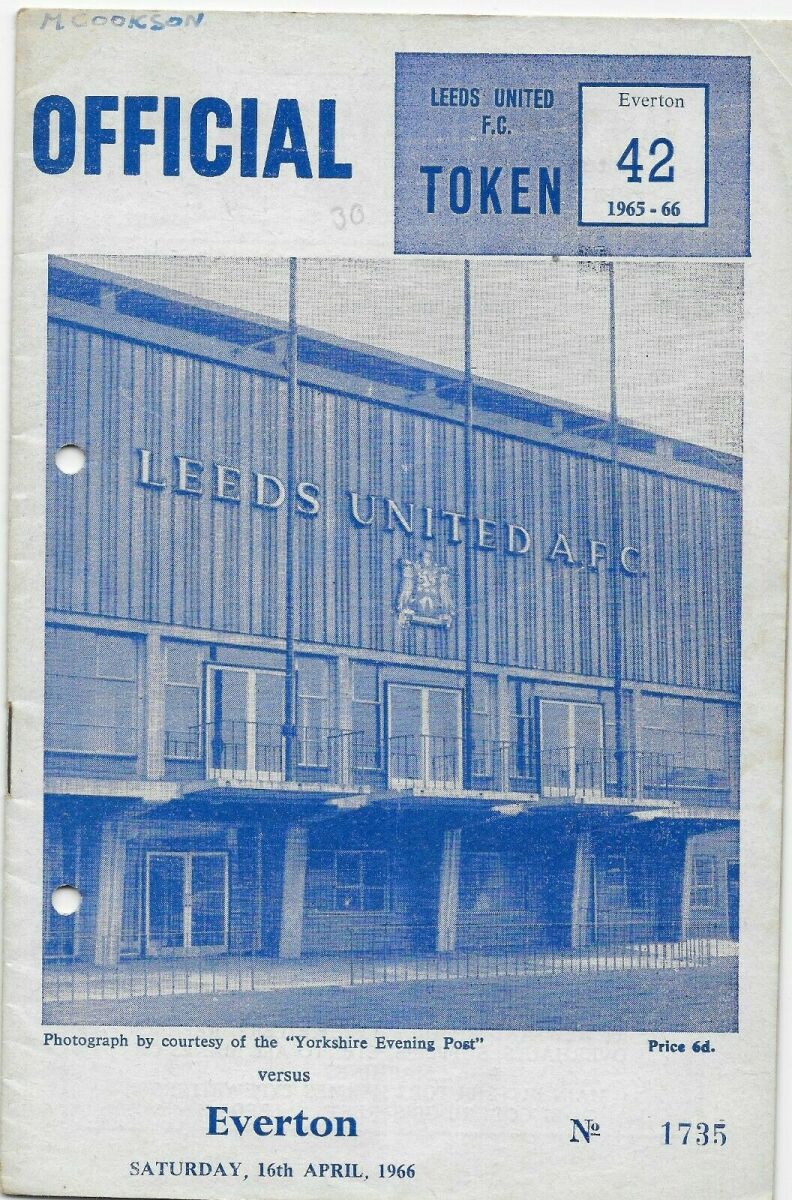 M COOKSON
OFFICIAL
30
LEEDS UNITED
F.C.
TOKEN
Everton
42
1965-66
LEEDS UNITED A.F.C.
Photograph by courtesy of the "Yorkshire Evening Post"
Price 6d.
versus
Everton
Nº 1735
SATURDAY, 16th APRIL, 1966